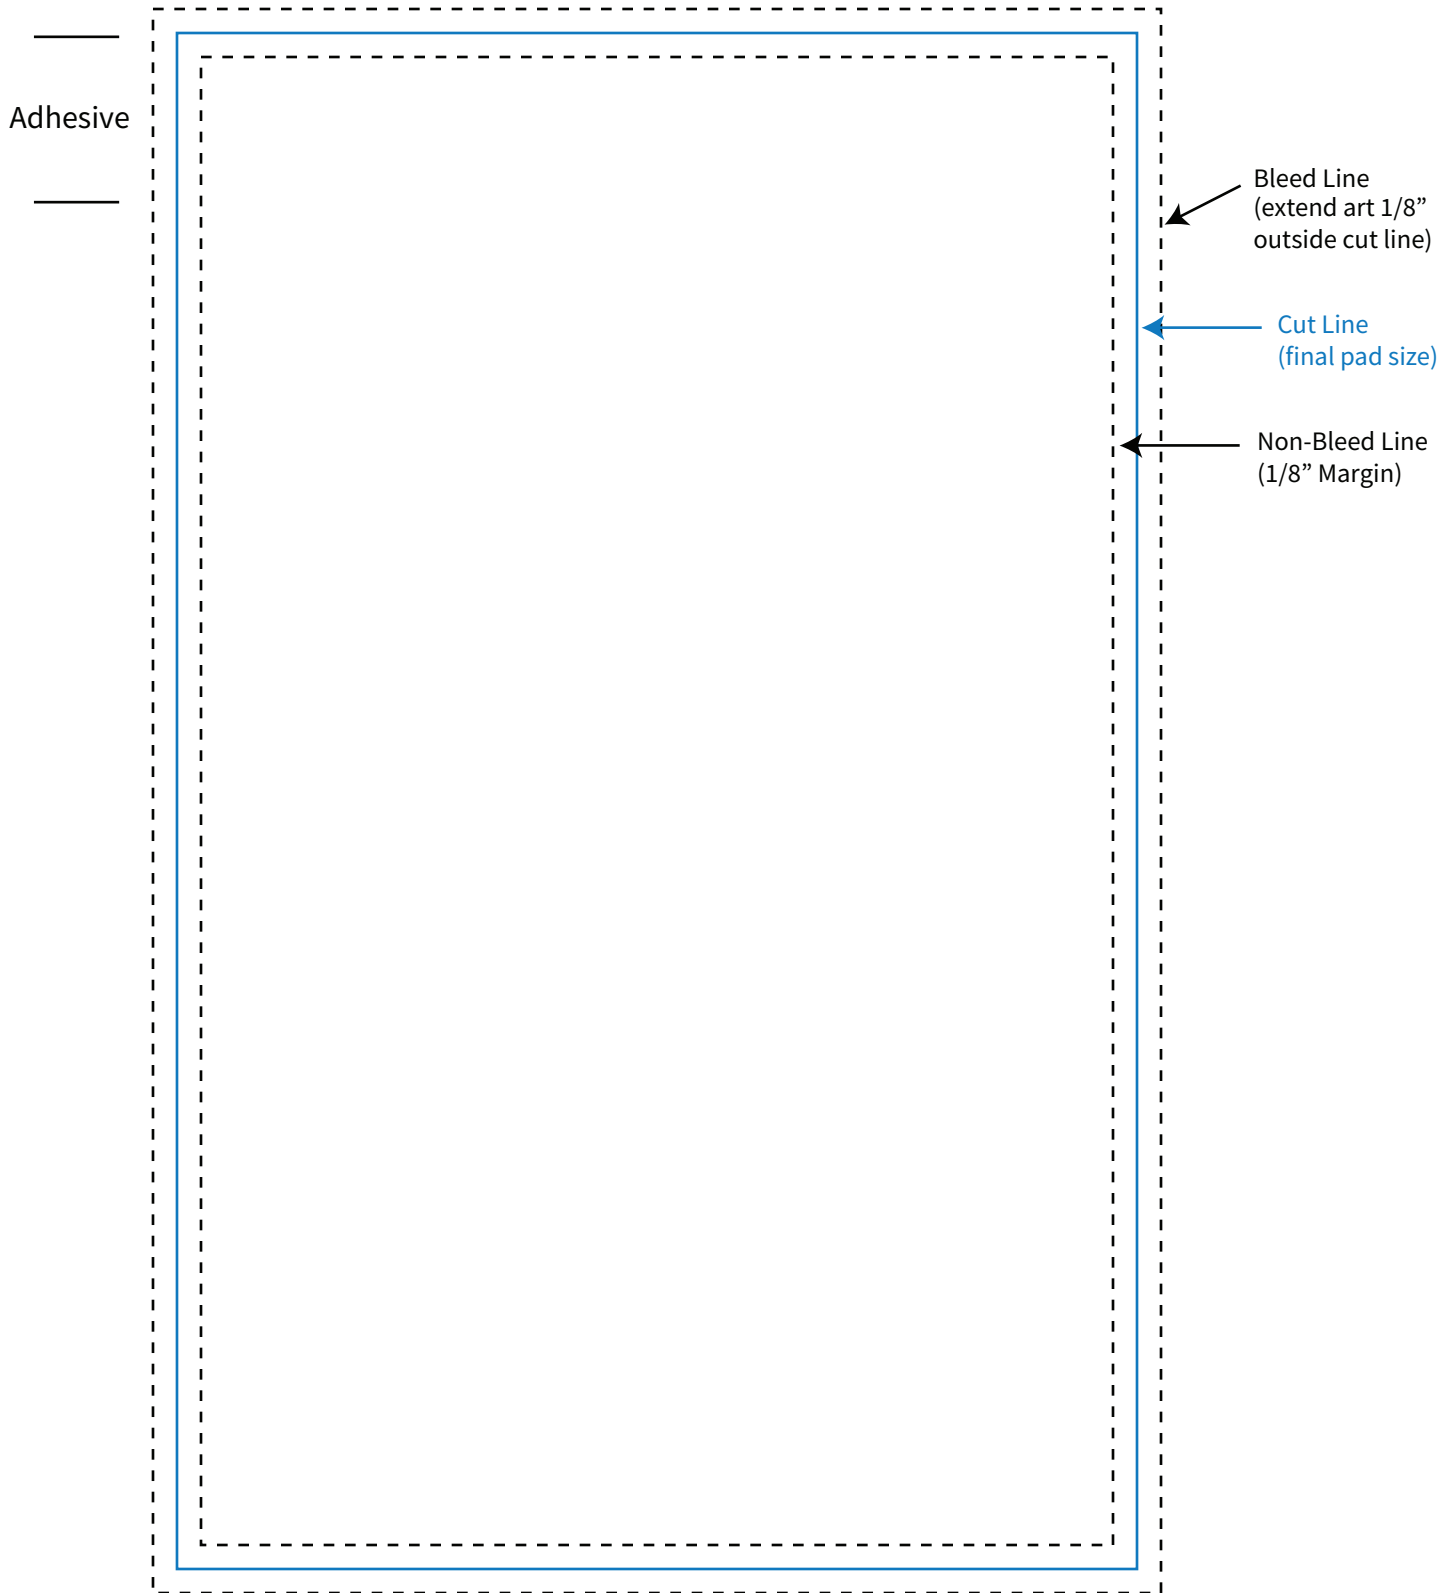 Adhesive
Bleed Line
(extend art 1/8”
outside cut line)
Cut Line
(final pad size)
Non-Bleed Line
(1/8” Margin)